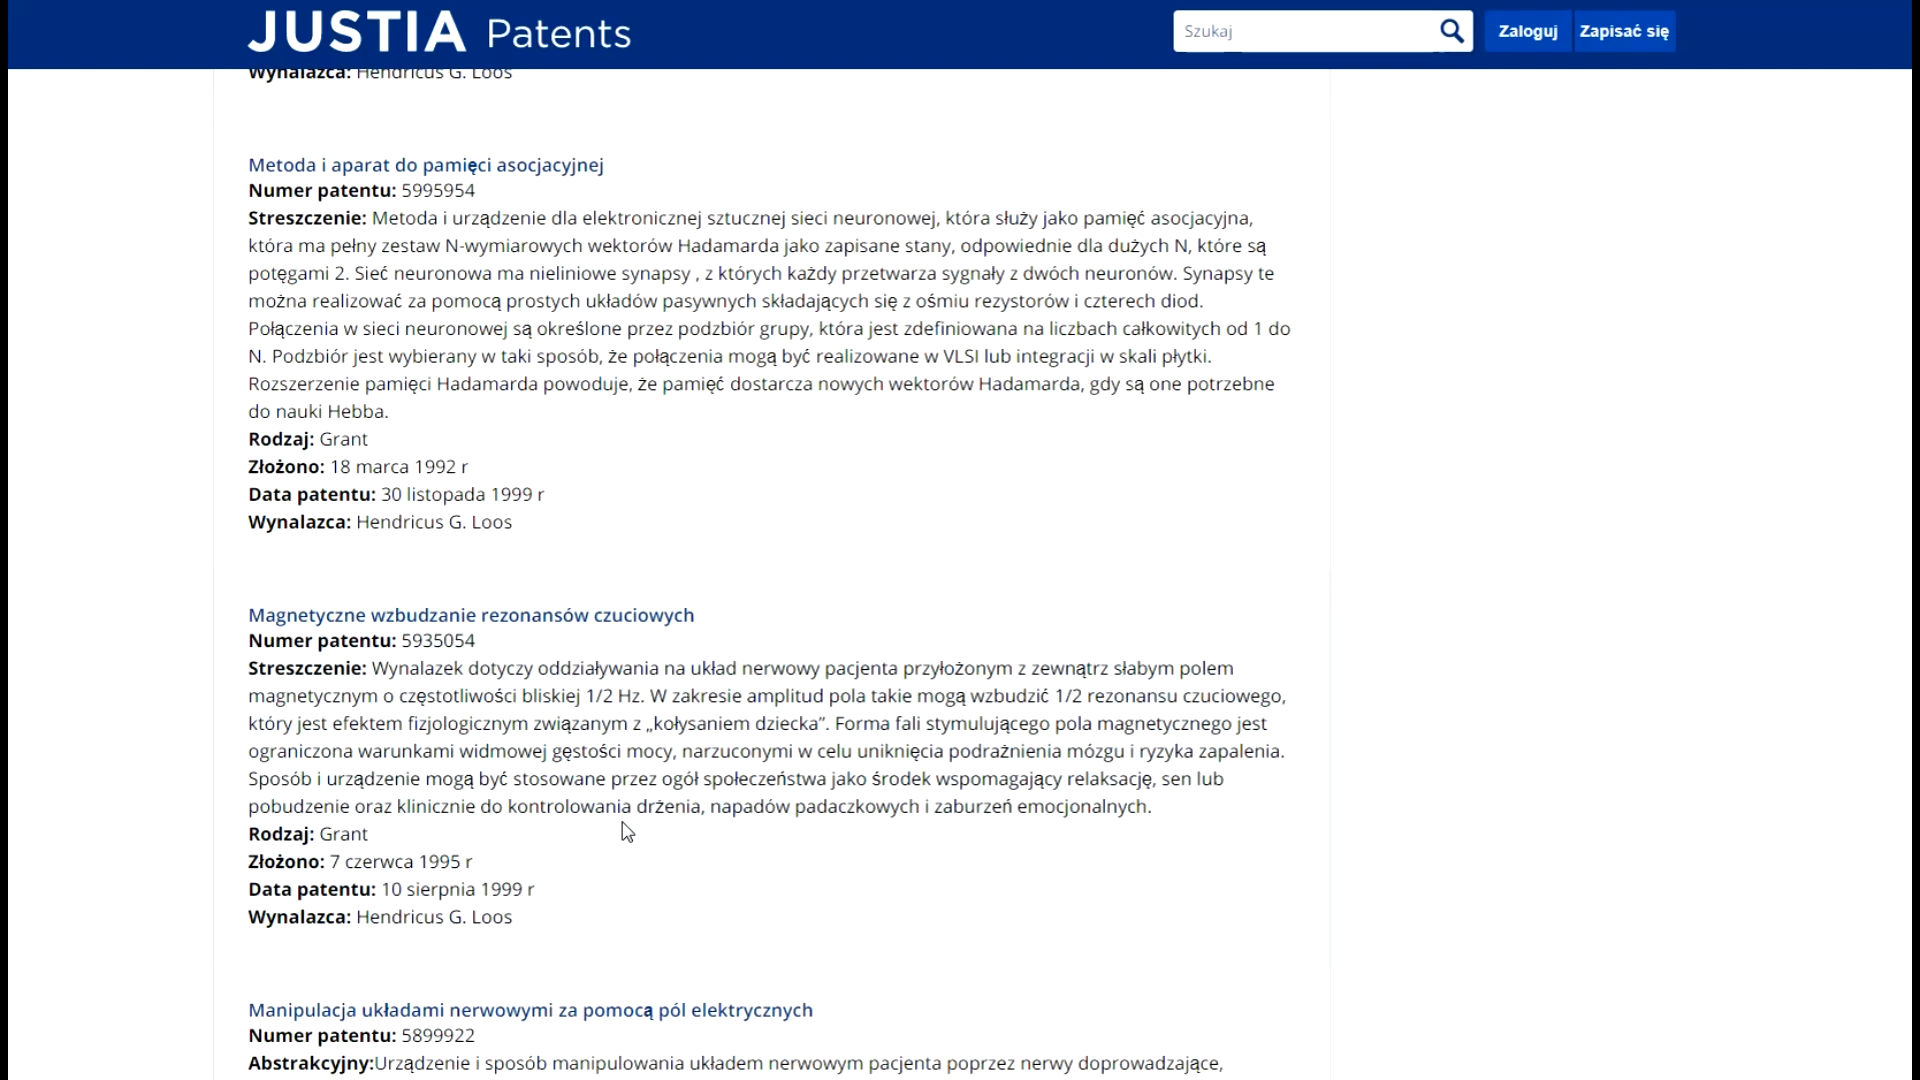 JUSTIA Patents
Szukaj
Zaloguj
Zapisać się
Wynalazca: Hendricus G. Loos
Metoda i aparat do pamięci asocjacyjnej
Numer patentu: 5995954
Streszczenie: Metoda i urządzenie dla elektronicznej sztucznej sieci neuronowej, która służy jako pamięć asocjacyjna,
która ma pełny zestaw N-wymiarowych wektorów Hadamarda jako zapisane stany, odpowiednie dla dużych N, które są
potęgami 2. Sieć neuronowa ma nieliniowe synapsy , z których każdy przetwarza sygnały z dwóch neuronów. Synapsy te
można realizować za pomocą prostych układów pasywnych składających się z ośmiu rezystorów i czterech diod.
Połączenia w sieci neuronowej są określone przez podzbiór grupy, która jest zdefiniowana na liczbach całkowitych od 1 do
N. Podzbiór jest wybierany w taki sposób, że połączenia mogą być realizowane w VLSI lub integracji w skali płytki.
Rozszerzenie pamięci Hadamarda powoduje, że pamięć dostarcza nowych wektorów Hadamarda, gdy są one potrzebne
do nauki Hebba.
Rodzaj: Grant
Złożono: 18 marca 1992 r
Data patentu: 30 listopada 1999 r
Wynalazca: Hendricus G. Loos
Magnetyczne wzbudzanie rezonansów czuciowych
Numer patentu: 5935054
Streszczenie: Wynalazek dotyczy oddziaływania na układ nerwowy pacjenta przyłożonym z zewnątrz słabym polem
magnetycznym o częstotliwości bliskiej 1/2 Hz. W zakresie amplitud pola takie mogą wzbudzić 1/2 rezonansu czuciowego,
który jest efektem fizjologicznym związanym z „kołysaniem dziecka”. Forma fali stymulującego pola magnetycznego jest
ograniczona warunkami widmowej gęstości mocy, narzuconymi w celu uniknięcia podrażnienia mózgu i ryzyka zapalenia.
Sposób i urządzenie mogą być stosowane przez ogół społeczeństwa jako środek wspomagający relaksację, sen lub
pobudzenie oraz klinicznie do kontrolowania drżenia, napadów padaczkowych i zaburzeń emocjonalnych.
Rodzaj: Grant
Złożono: 7 czerwca 1995 r
Data patentu: 10 sierpnia 1999 r
Wynalazca: Hendricus G. Loos
Manipulacja układami nerwowymi za pomocą pól elektrycznych
Numer patentu: 5899922
Abstrakcyjny:Urządzenie i sposób manipulowania układem nerwowym pacjenta poprzez nerwy doprowadzające,